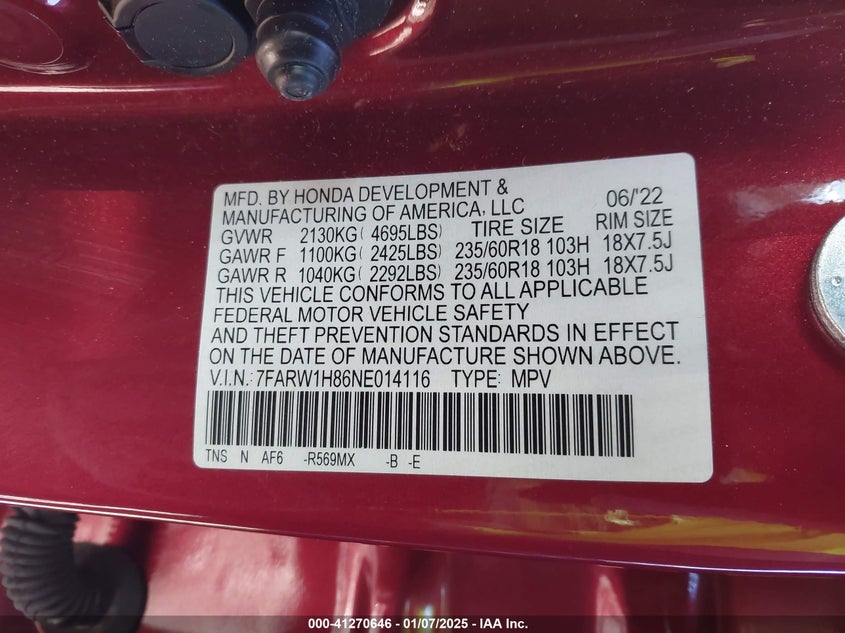 MFD. BY HONDA DEVELOPMENT & 06/'22
MANUFACTURING OF AMERICA, LLC
GVWR 2130KG( 4695LBS) TIRE SIZE RIM SIZE
GAWR F 1100KG( 2425LBS) 235/60R18 103H 18X7.5J
GAWR R 1040KG( 2292LBS) 235/60R18 103H 18X7.5J
THIS VEHICLE CONFORMS TO ALL APPLICABLE
FEDERAL MOTOR VEHICLE SAFETY
AND THEFT PREVENTION STANDARDS IN EFFECT
ON THE DATE OF MANUFACTURE SHOWN ABOVE.
V.I.N.: 7FARW1H86NE014116 TYPE: MPV
TNS N AF6 -R569MX -B -E
000-41270646 — 01/07/2025 — IAA Inc.